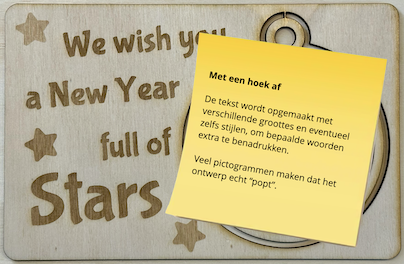 We wish you
a New Year
full of
Stars
Met een hoek af
De tekst wordt opgemaakt met
verschillende groottes en eventueel
zelfs stijlen, om bepaalde woorden
extra te benadrukken.
Veel pictogrammen maken dat het
ontwerp echt “popt”.